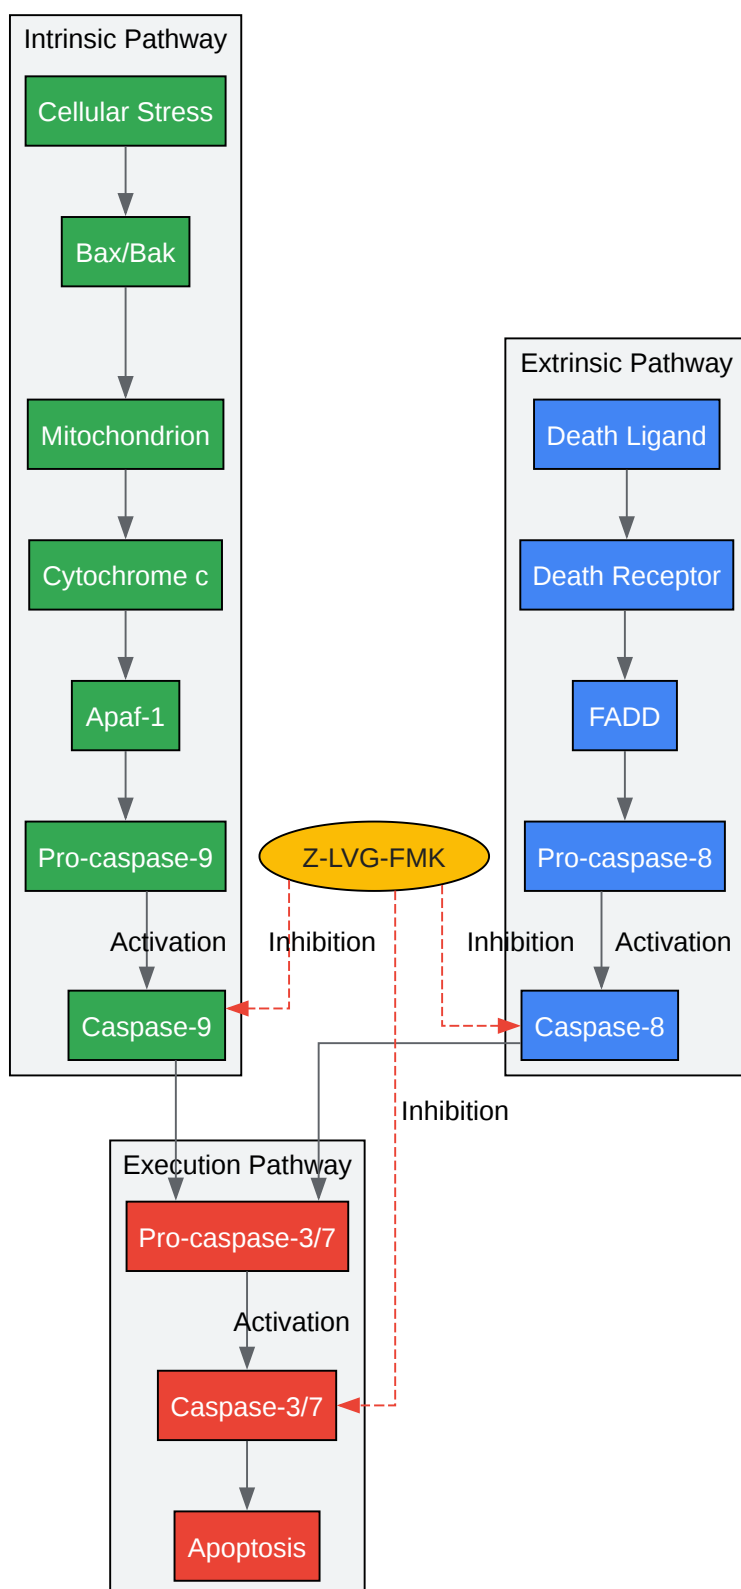 Intrinsic Pathway
Cellular Stress
Bax/Bak
Mitochondrion
Cytochrome c
Apaf-1
Pro-caspase-9
Activation
Caspase-9
Z-LVG-FMK
Inhibition
Inhibition
Inhibition
Extrinsic Pathway
Death Ligand
Death Receptor
FADD
Pro-caspase-8
Activation
Caspase-8
Execution Pathway
Pro-caspase-3/7
Activation
Caspase-3/7
Apoptosis